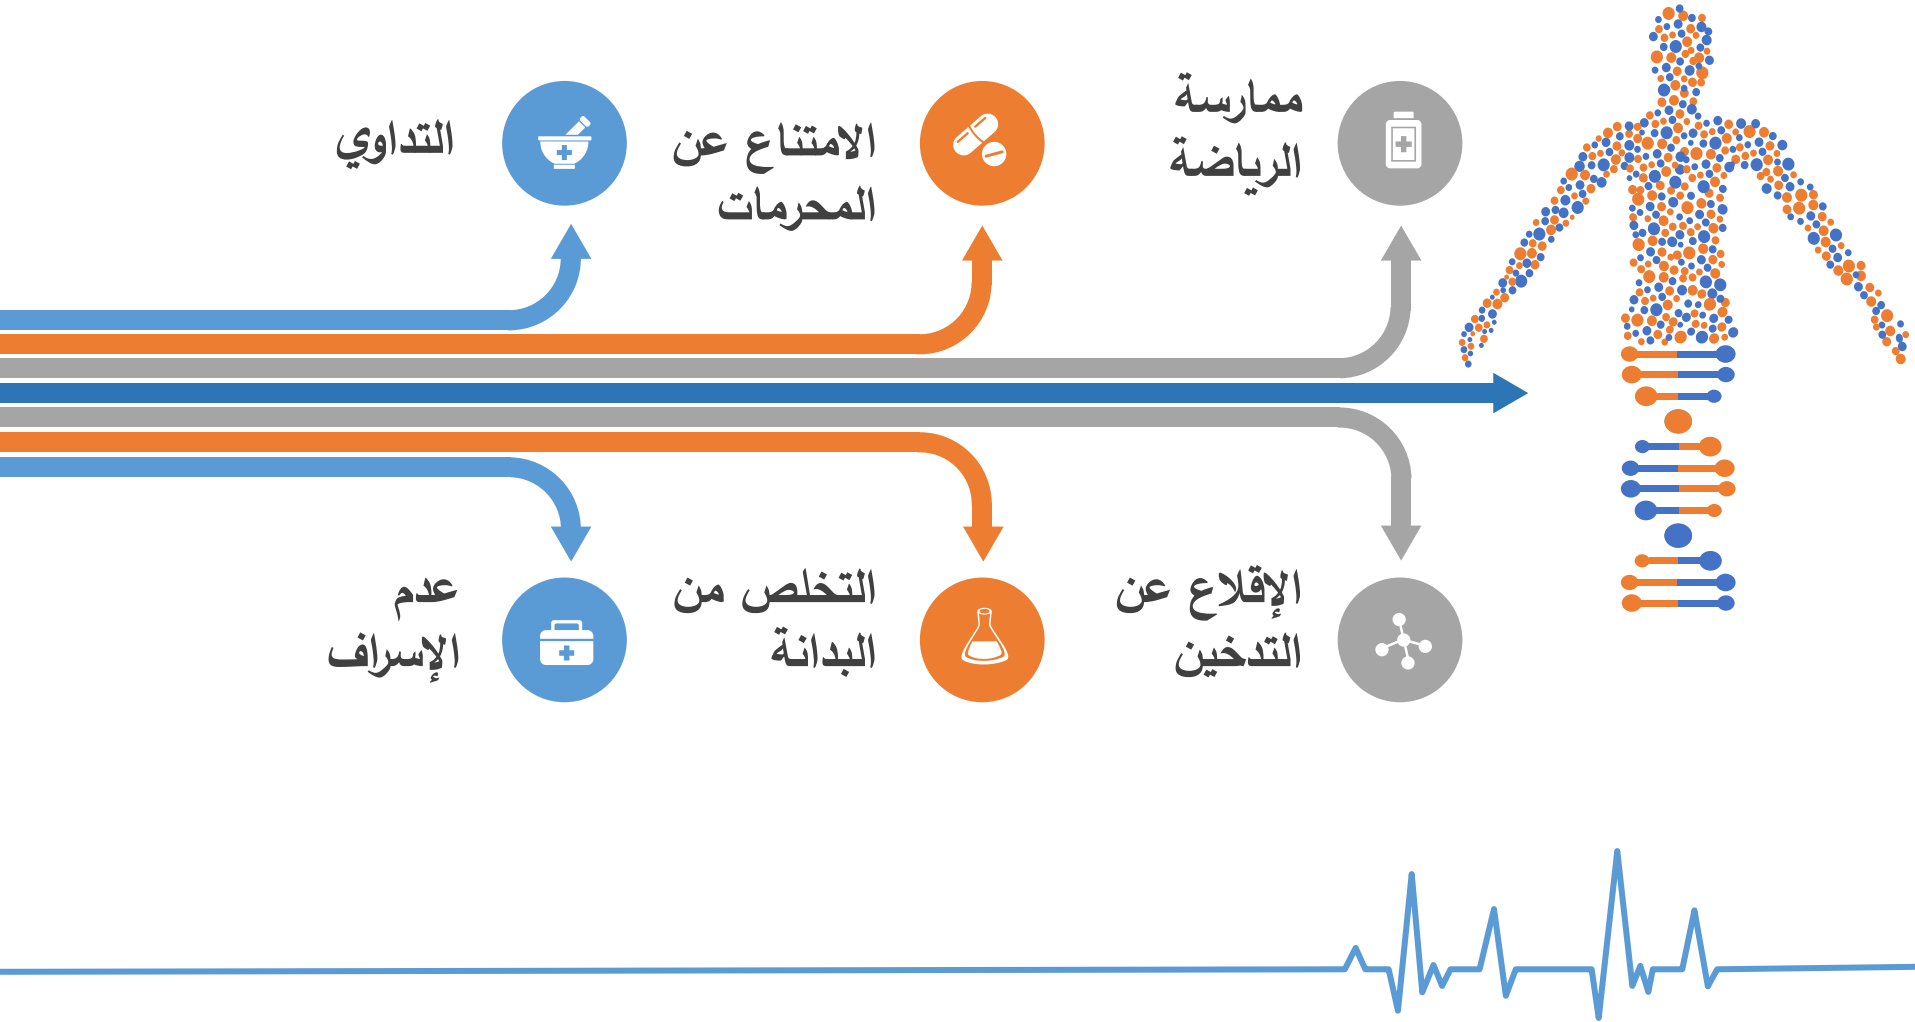 ممارسة
الرياضة
الامتناع عن
المحرمات
التداوي
الإقلاع عن
التدخين
التخلص من
البدانة
عدم
الإسراف